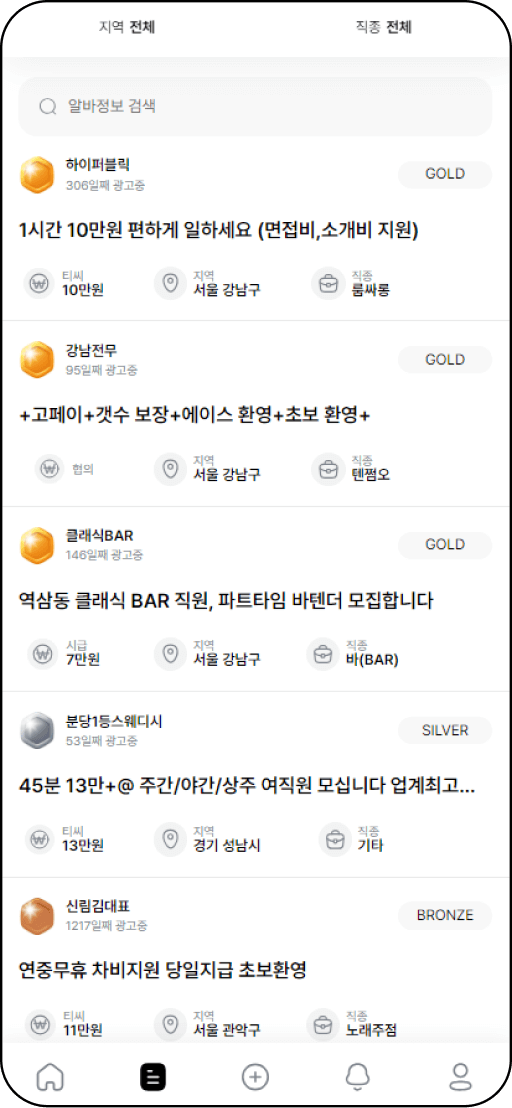 지역 전체 직종 전체
알바정보 검색
하이퍼블릭
306일째 광고중
GOLD
1시간 10만원 편하게 일하세요 (면접비,소개비 지원)
티씨 지역 직종
10만원 서울 강남구 룸싸롱
강남전무
95일째 광고중
GOLD
+고페이+갯수 보장+에이스 환영+초보 환영+
협의
지역 직종
서울 강남구 텐쩜오
클래식BAR
146일째 광고중
GOLD
역삼동 클래식 BAR 직원, 파트타임 바텐더 모집합니다
시급 지역 직종
7만원 서울 강남구 바(BAR)
분당1등스웨디시
53일째 광고중
SILVER
45분 13만+@ 주간/야간/상주 여직원 모십니다 업계최고...
티씨 지역 직종
13만원 경기 성남시 기타
신림김대표
1217일째 광고중
BRONZE
연중무휴 차비지원 당일지급 초보환영
티씨 지역 직종
11만원 서울 관악구 노래주점